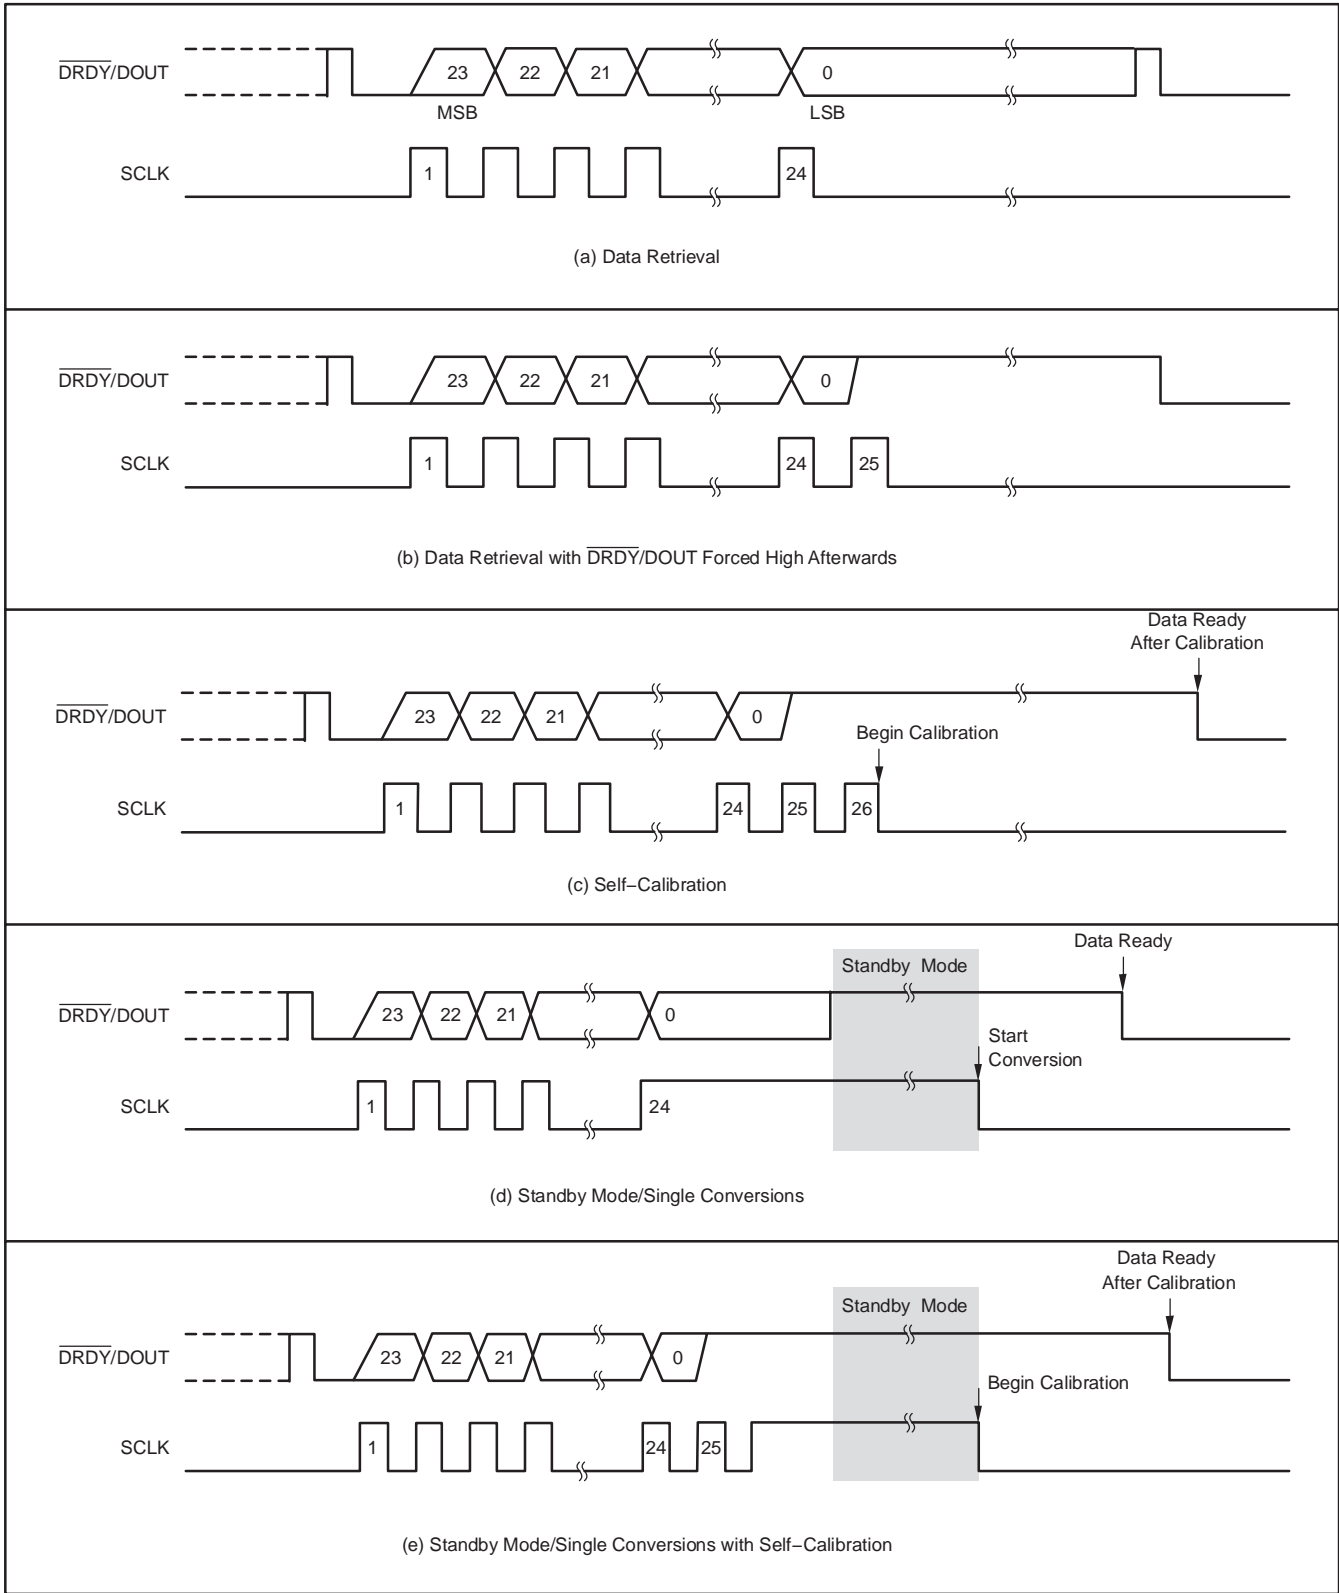 DRDY/DOUT
23 22 21 0
MSB LSB
SCLK
1 24
(a) Data Retrieval
DRDY/DOUT
23 22 21 0
SCLK
1 24 25
(b) Data Retrieval with DRDY/DOUT Forced High Afterwards
Data Ready
After Calibration
DRDY/DOUT
23 22 21 0
Begin Calibration
SCLK
1 24 25 26
(c) Self−Calibration
Data Ready
Standby Mode
DRDY/DOUT
23 22 21 0
Start
Conversion
SCLK
1 24
(d) Standby Mode/Single Conversions
Data Ready
After Calibration
Standby Mode
DRDY/DOUT
23 22 21 0
Begin Calibration
SCLK
1 24 25
(e) Standby Mode/Single Conversions with Self−Calibration